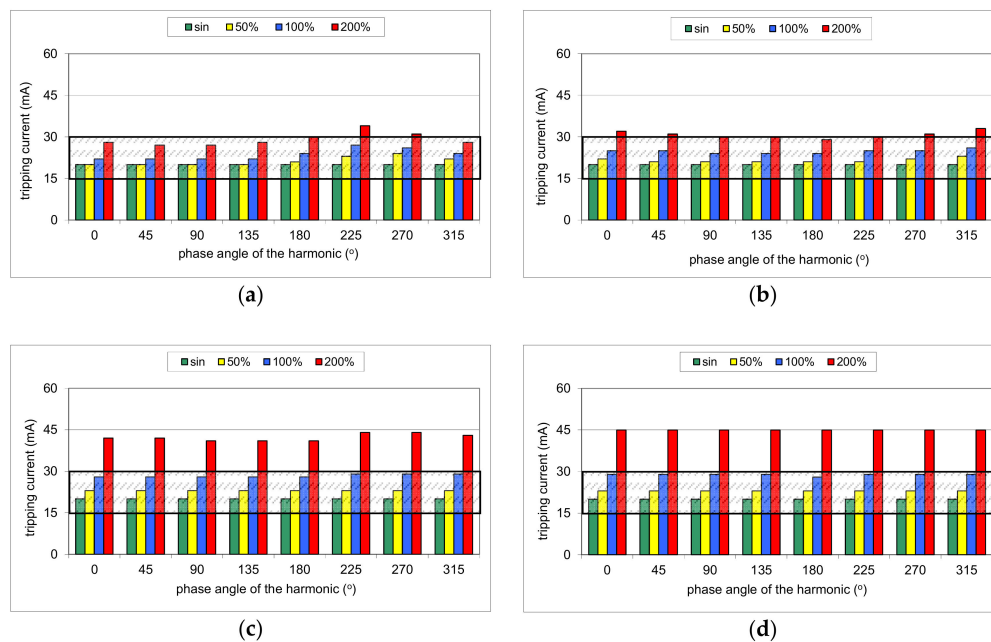 sin 50% 100% 200%
60
45
30
15
0
tripping current (mA)
0 45 90 135 180 225 270 315
phase angle of the harmonic (º)
(a)
sin 50% 100% 200%
60
45
30
15
0
tripping current (mA)
0 45 90 135 180 225 270 315
phase angle of the harmonic (º)
(b)
sin 50% 100% 200%
60
45
30
15
0
tripping current (mA)
0 45 90 135 180 225 270 315
phase angle of the harmonic (º)
(c)
sin 50% 100% 200%
60
45
30
15
0
tripping current (mA)
0 45 90 135 180 225 270 315
phase angle of the harmonic (º)
(d)